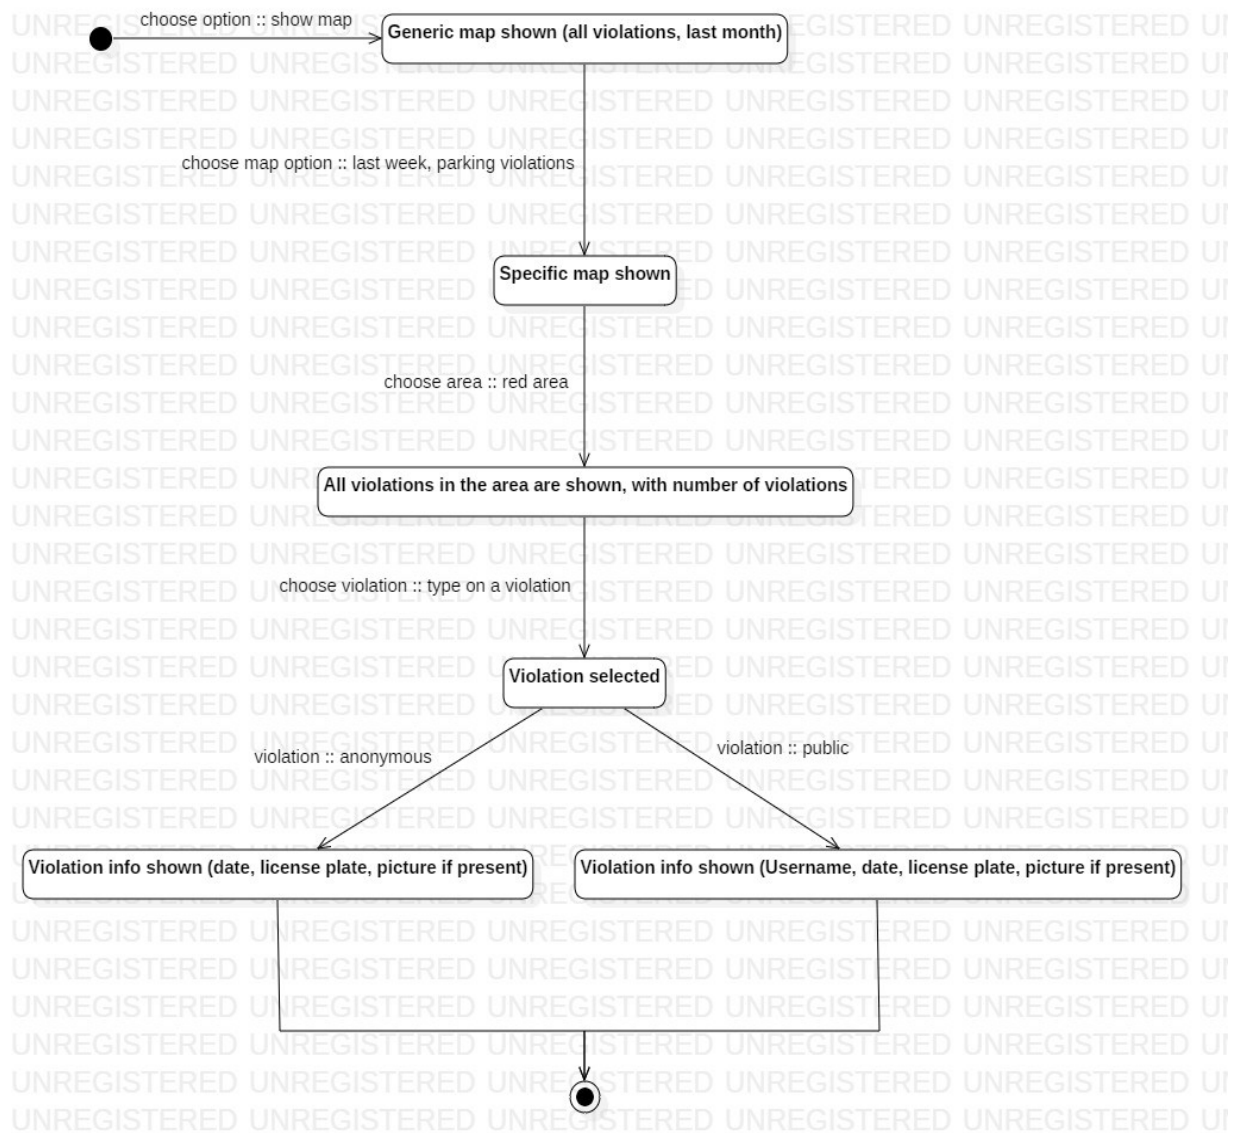 choose option :: show map
Generic map shown (all violations, last month)
choose map option :: last week, parking violations
Specific map shown
choose area :: red area
All violations in the area are shown, with number of violations
choose violation :: type on a violation
Violation selected
violation :: anonymous
violation :: public
Violation info shown (date, license plate, picture if present)
Violation info shown (Username, date, license plate, picture if present)
UNREGISTERED